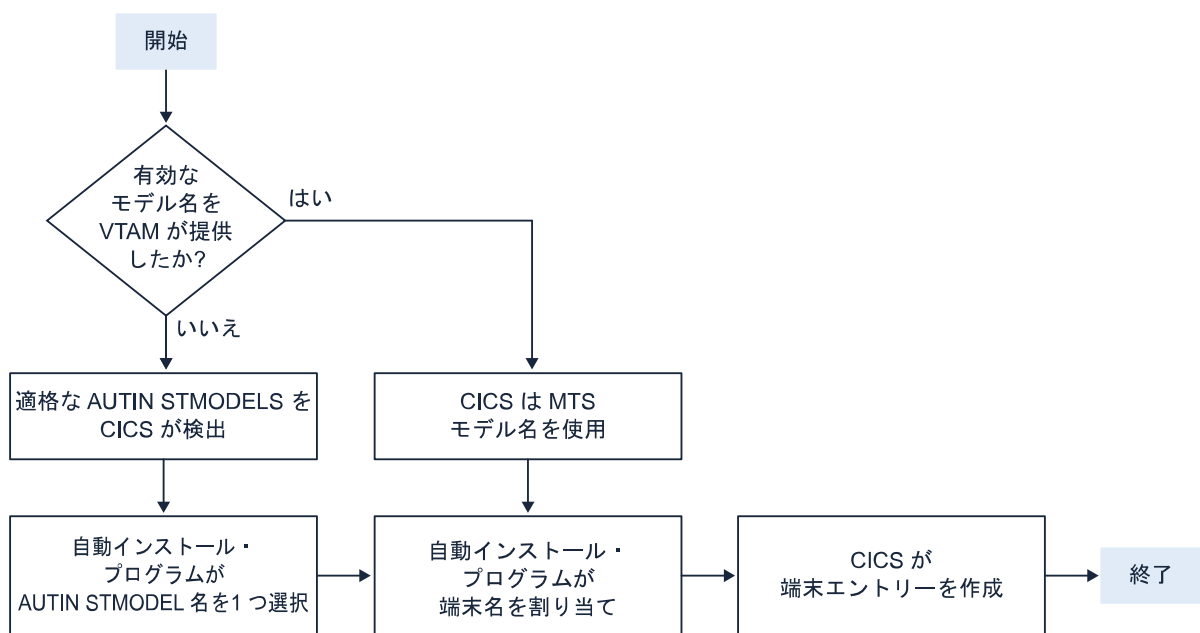 開始
有効な
モデル名を
VTAM が提供
したか?
はい
いいえ
適格な AUTIN STMODELS を
CICS が検出
CICS は MTS
モデル名を使用
自動インストール・
プログラムが
AUTIN STMODEL 名を1 つ選択
自動インストール・
プログラムが
端末名を割り当て
CICS が
端末エントリーを作成
終了